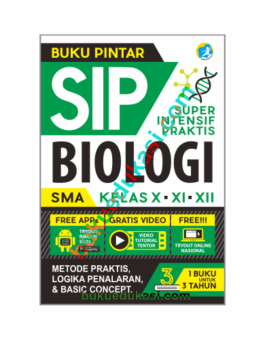 BUKU PINTAR
SIP
SUPER
INTENSIF
PRAKTIS
BIOLOGI
SMA KELAS X ▪ XI ▪ XII
FREE APP GRATIS VIDEO FREE!!!
VIDEO
TUTORIAL
TENTOR
TRYOUT ONLINE
NASIONAL
METODE PRAKTIS,
LOGIKA PENALARAN,
& BASIC CONCEPT.
3 1 BUKU
UNTUK
3 TAHUN
bukuedukasi.com